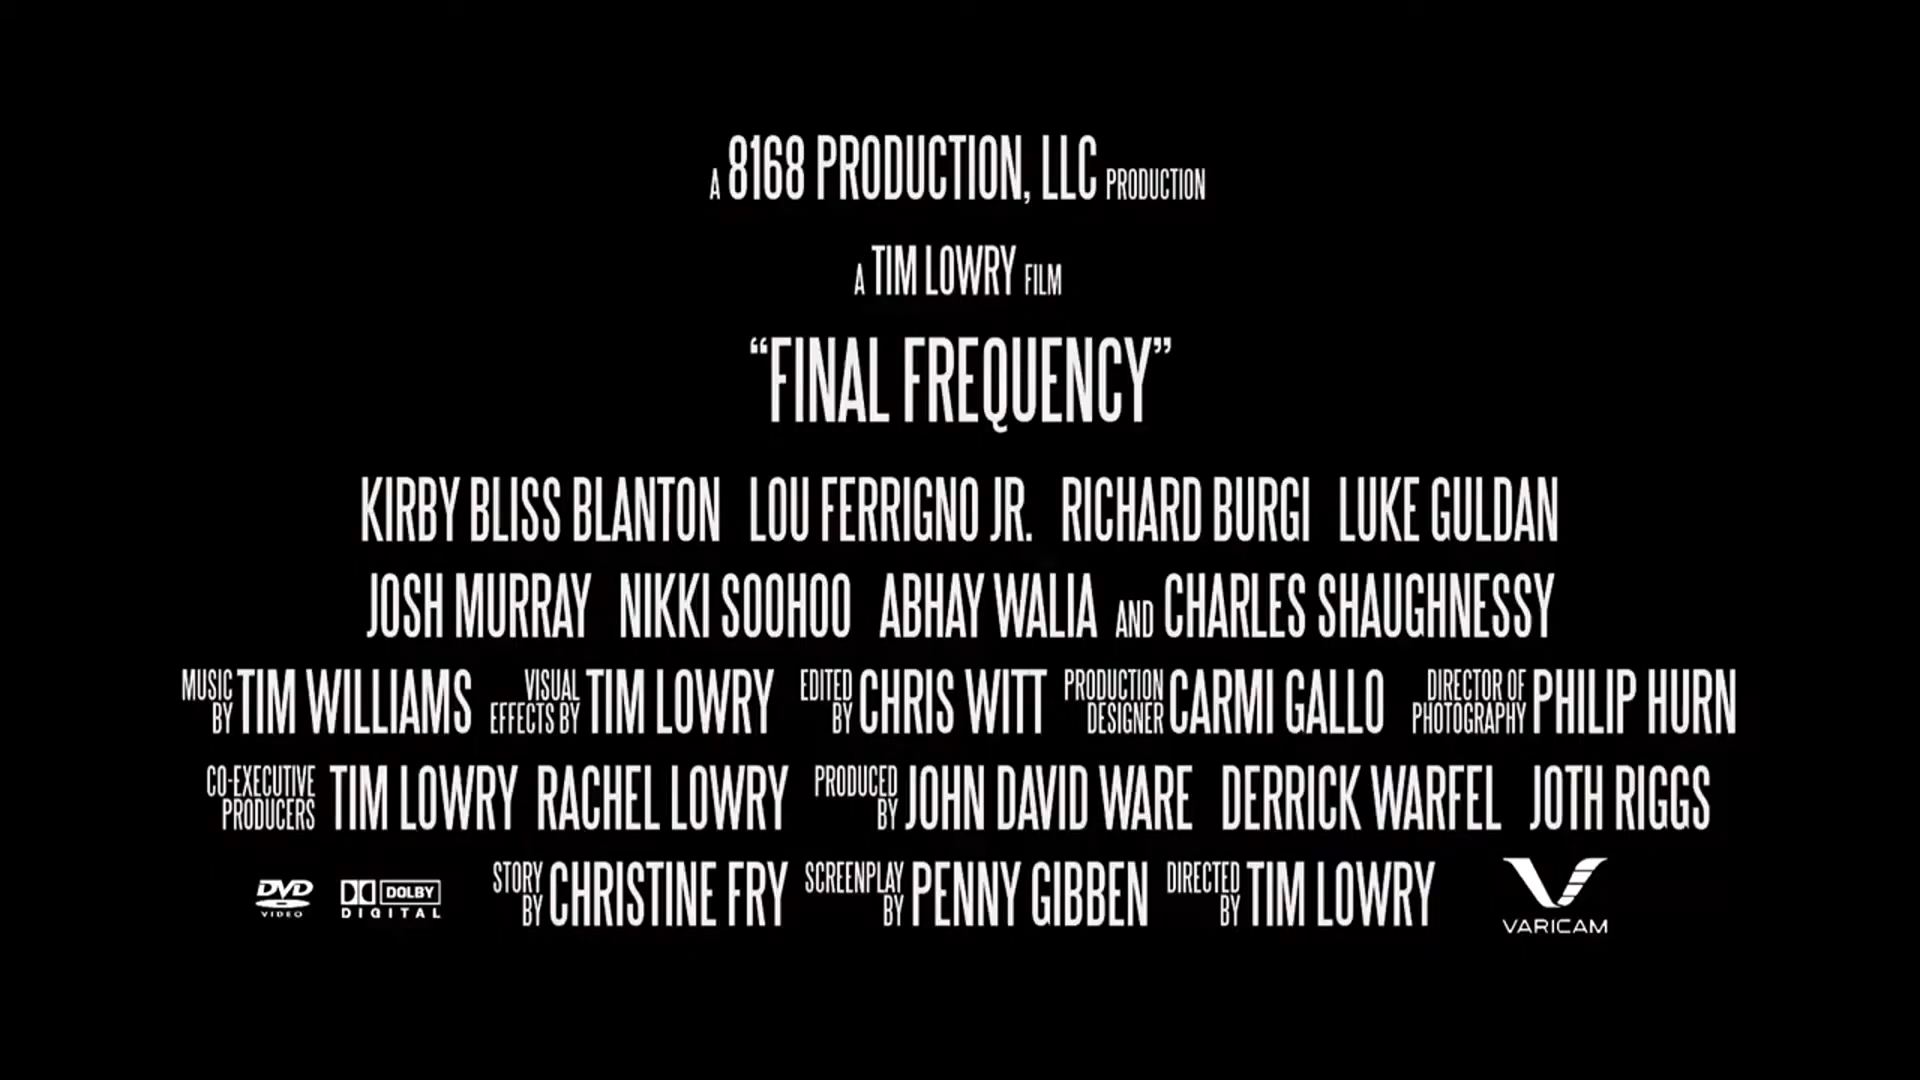 A 8168 PRODUCTION, LLC PRODUCTION
A TIM LOWRY FILM
“FINAL FREQUENCY”
KIRBY BLISS BLANTON LOU FERRIGNO JR. RICHARD BURGI LUKE GULDAN
JOSH MURRAY NIKKI SOOHOO ABHAY WALIA AND CHARLES SHAUGHNESSY
MUSIC BY TIM WILLIAMS VISUAL EFFECTS BY TIM LOWRY EDITED BY CHRIS WITT PRODUCTION DESIGNER CARMI GALLO DIRECTOR OF PHOTOGRAPHY PHILIP HURN
CO-EXECUTIVE PRODUCERS TIM LOWRY RACHEL LOWRY PRODUCED BY JOHN DAVID WARE DERRICK WARFEL JOTH RIGGS
DVD VIDEO DOLBY DIGITAL STORY BY CHRISTINE FRY SCREENPLAY BY PENNY GIBBEN DIRECTED BY TIM LOWRY VARICAM